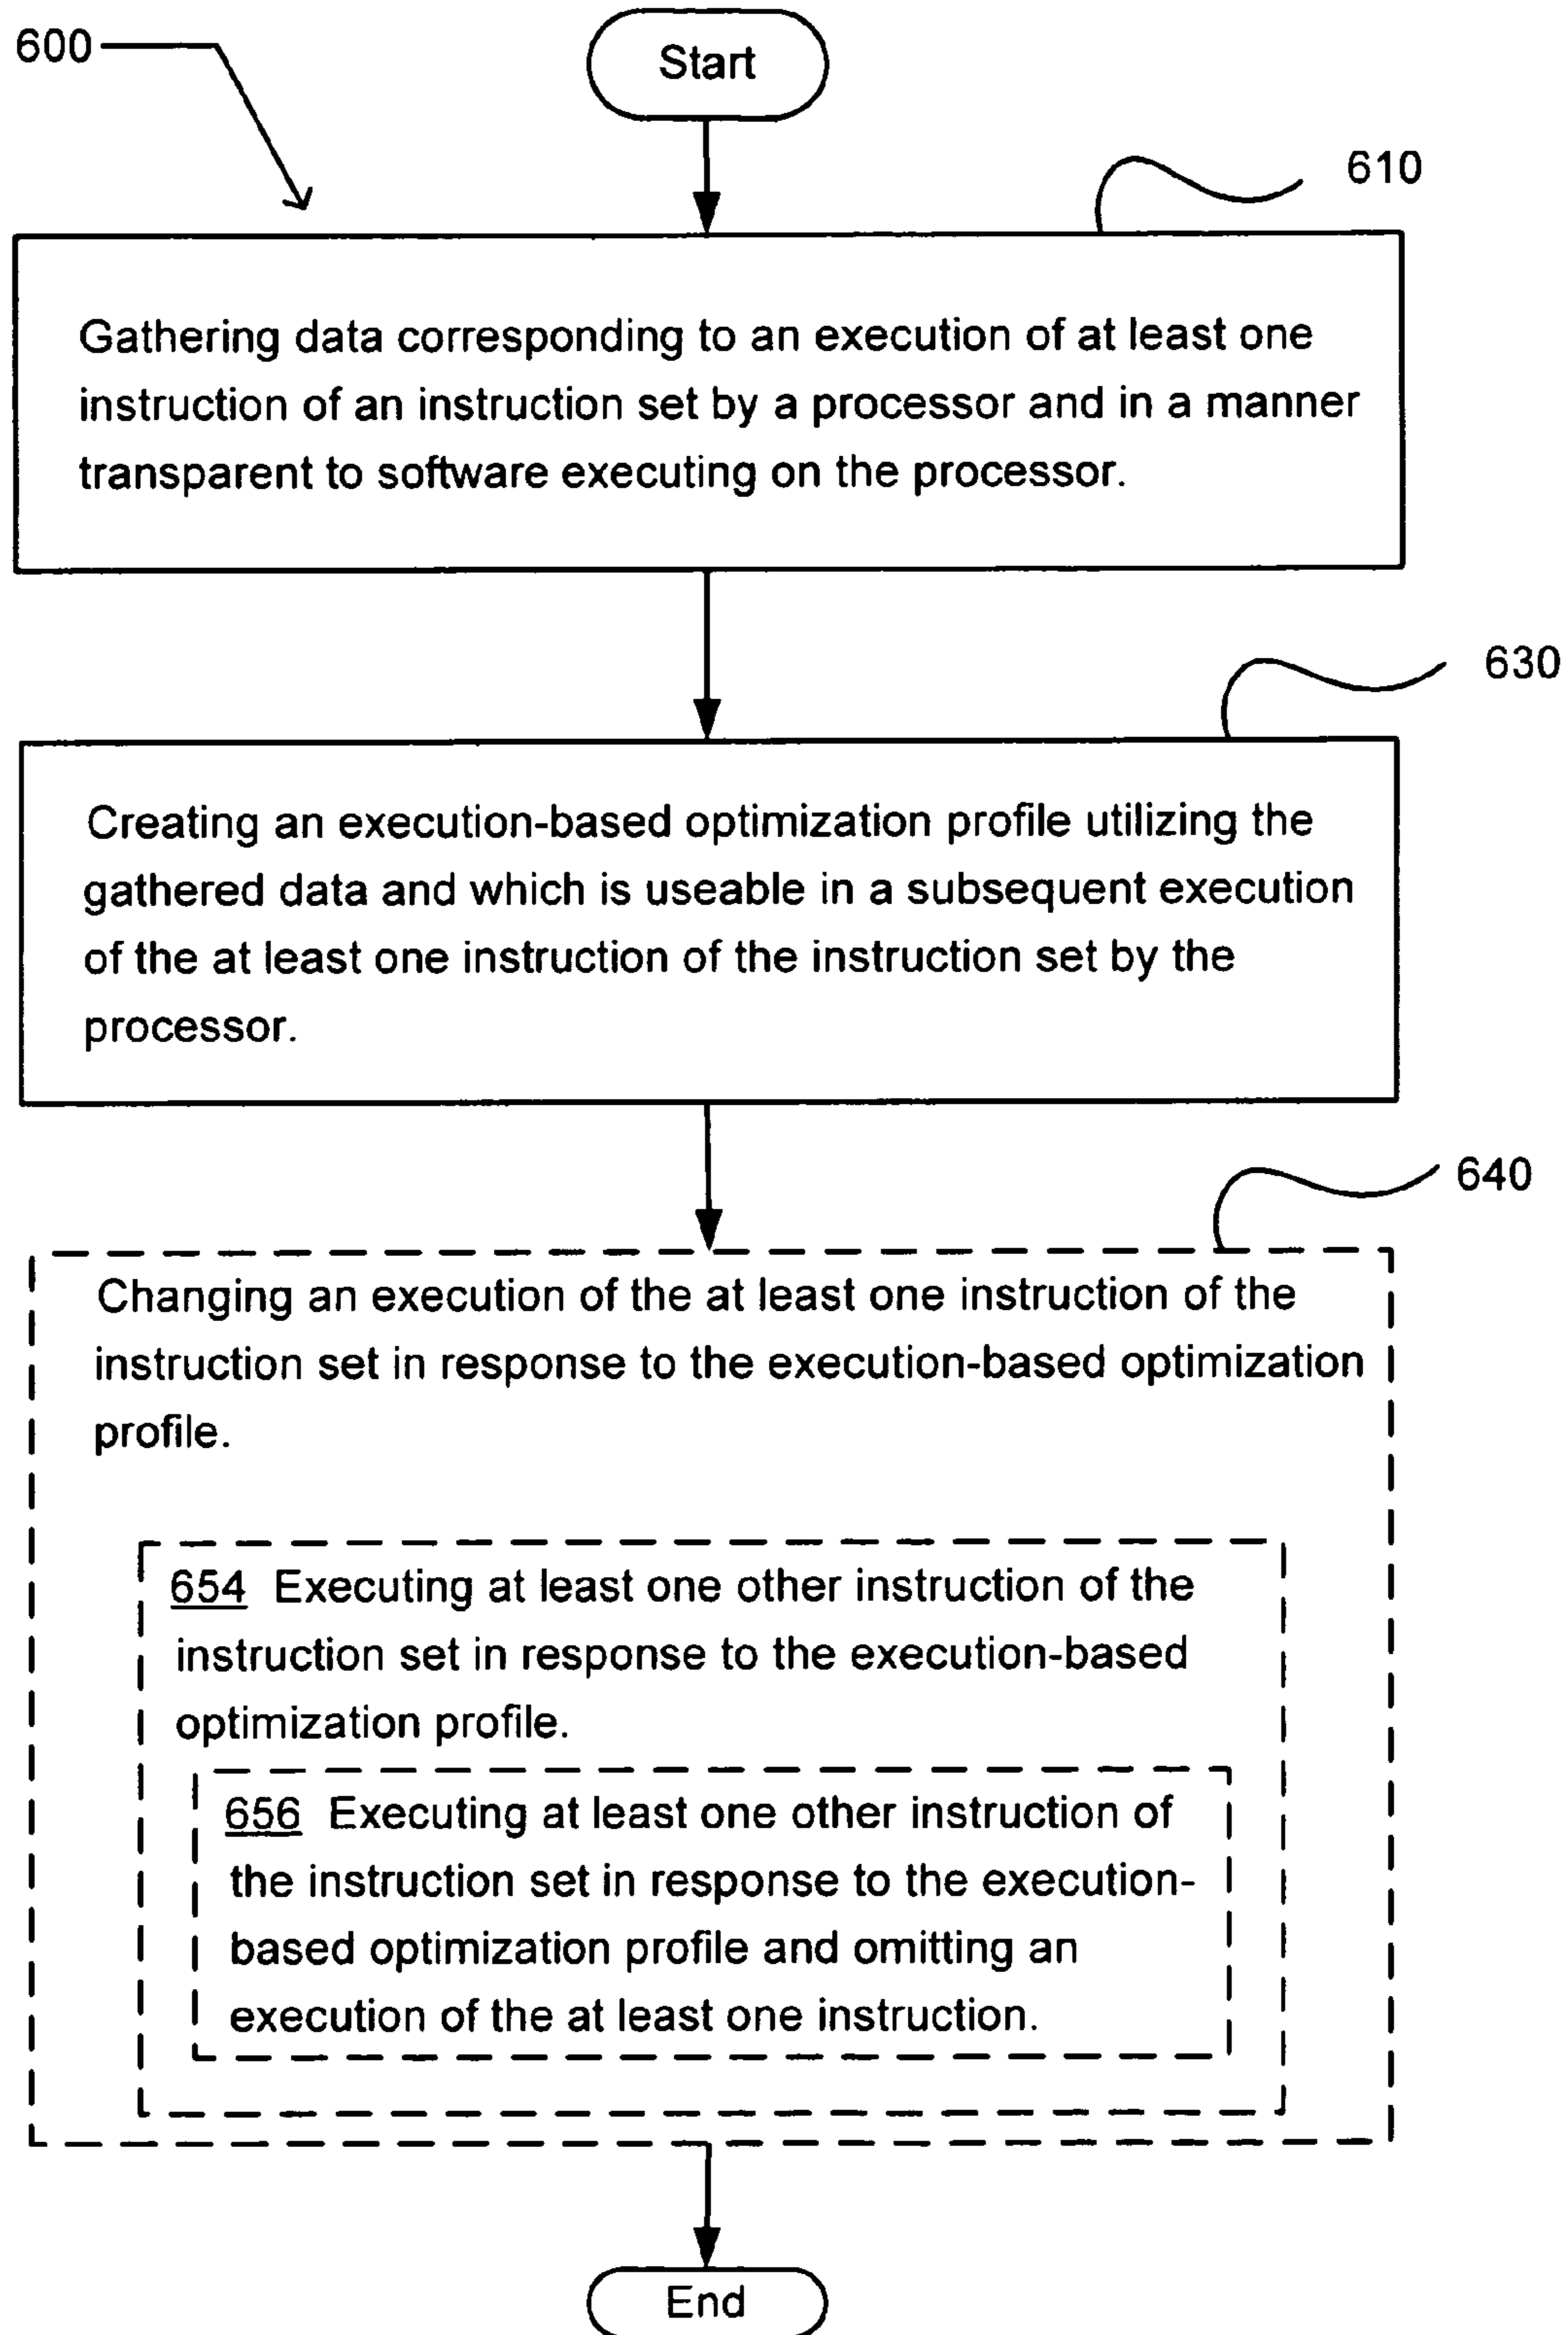 600
Start
610
Gathering data corresponding to an execution of at least one
instruction of an instruction set by a processor and in a manner
transparent to software executing on the processor.
630
Creating an execution-based optimization profile utilizing the
gathered data and which is useable in a subsequent execution
of the at least one instruction of the instruction set by the
processor.
640
Changing an execution of the at least one instruction of the
instruction set in response to the execution-based optimization
profile.
654 Executing at least one other instruction of the
instruction set in response to the execution-based
optimization profile.
656 Executing at least one other instruction of
the instruction set in response to the execution-
based optimization profile and omitting an
execution of the at least one instruction.
End